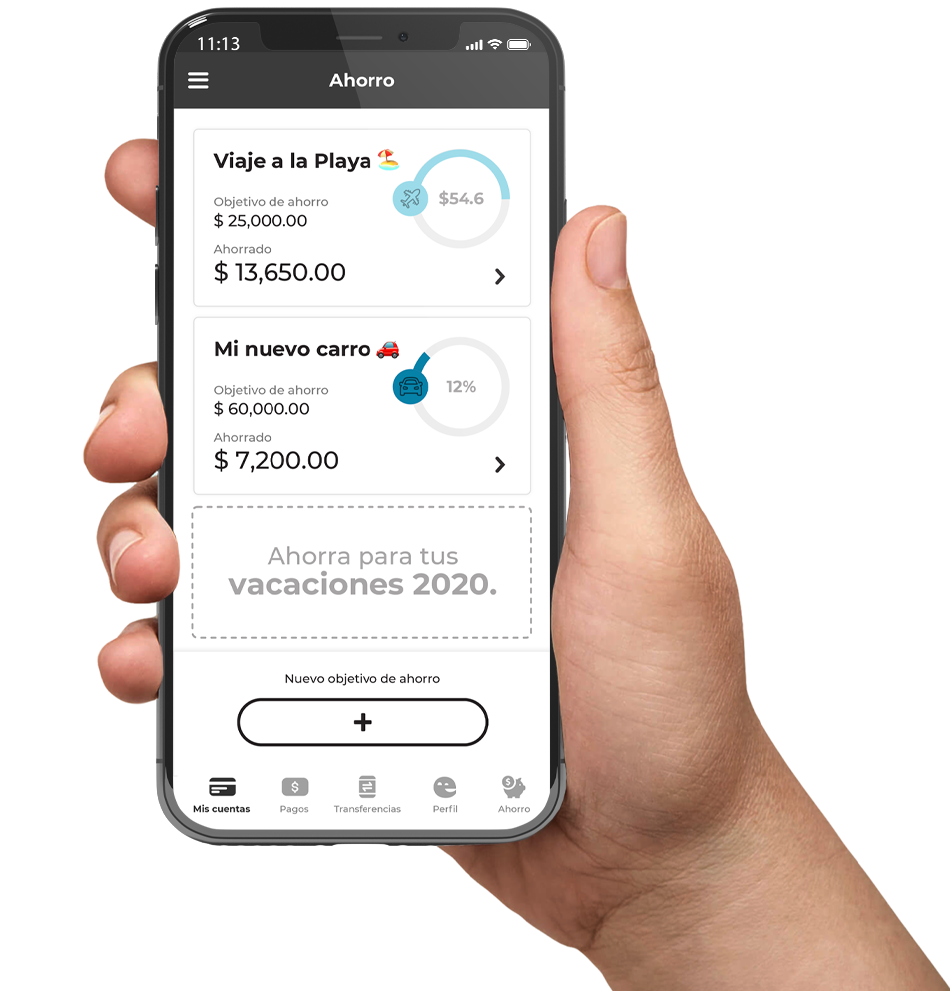 11:13
Ahorro
Viaje a la Playa
Objetivo de ahorro
$ 25,000.00
$54.6
Ahorrado
$ 13,650.00
Mi nuevo carro
Objetivo de ahorro
$ 60,000.00
12%
Ahorrado
$ 7,200.00
Ahorra para tus
vacaciones 2020.
Nuevo objetivo de ahorro
+
$
$
Mis cuentas Pagos Transferencias Perfil Ahorro